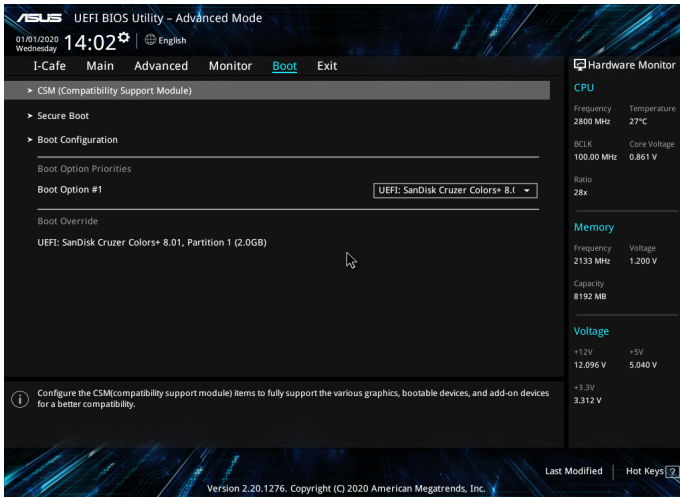 ASUS UEFI BIOS Utility – Advanced Mode
01/01/2020
Wednesday 14:02 English
I-Cafe Main Advanced Monitor Boot Exit
Hardware Monitor
> CSM (Compatibility Support Module)
> Secure Boot
> Boot Configuration
Boot Option Priorities
Boot Option #1 UEFI: SanDisk Cruzer Colors+ 8.(
Boot Override
UEFI: SanDisk Cruzer Colors+ 8.01, Partition 1 (2.0GB)
CPU
Frequency Temperature
2800 MHz 27°C
BCLK Core Voltage
100.00 MHz 0.861 V
Ratio
28x
Memory
Frequency Voltage
2133 MHz 1.200 V
Capacity
8192 MB
Voltage
+12V +5V
12.096 V 5.040 V
+3.3V
3.312 V
Configure the CSM(compatibility support module) items to fully support the various graphics, bootable devices, and add-on devices
for a better compatibility.
Last Modified Hot Keys ?
Version 2.20.1276. Copyright (C) 2020 American Megatrends, Inc.